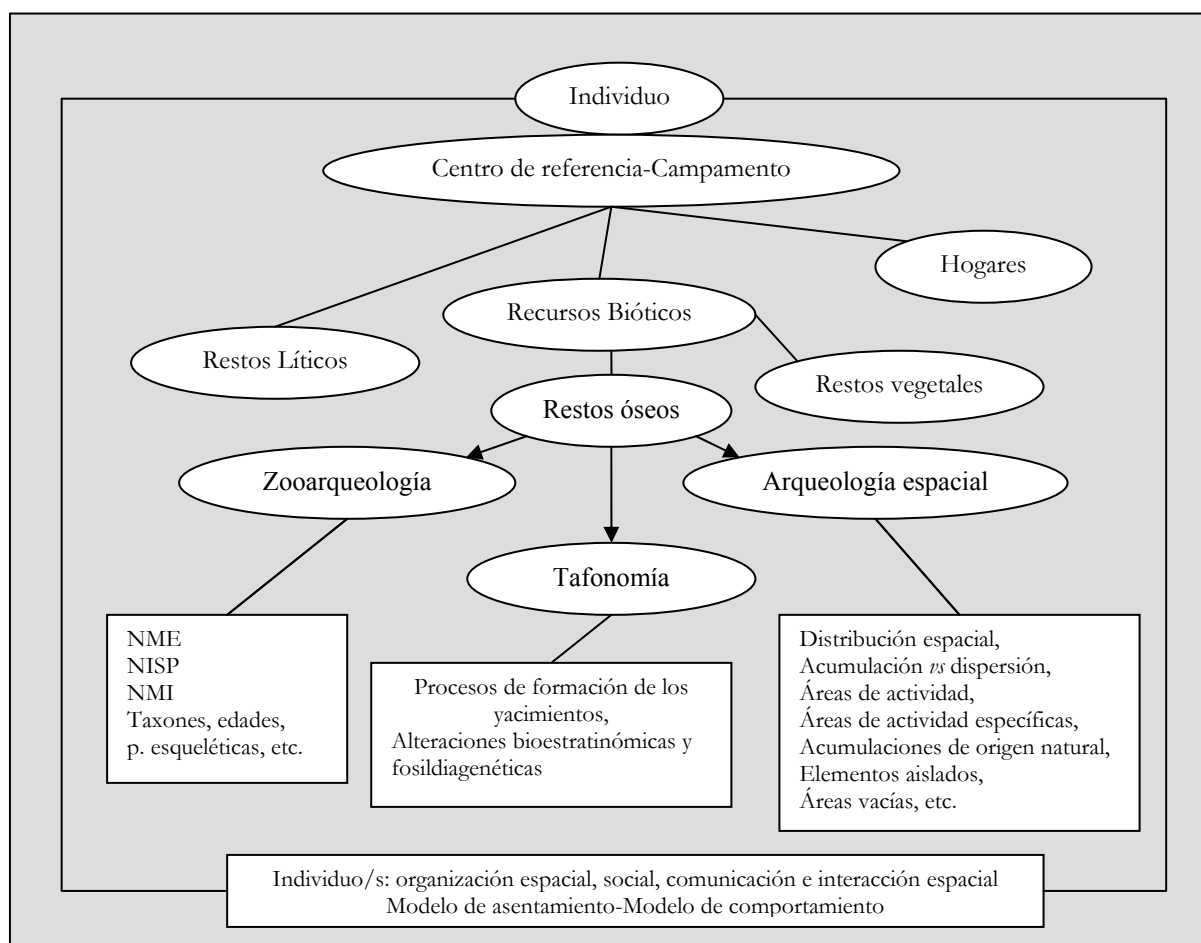 Individuo
Centro de referencia-Campamento
Hogares
Recursos Bióticos
Restos Líticos
Restos vegetales
Restos óseos
Zooarqueología
Arqueología espacial
Tafonomía
NME
NISP
NMI
Taxones, edades,
p. esqueléticas, etc.
Procesos de formación de los
yacimientos,
Alteraciones bioestratinómicas y
fosildiagenéticas
Distribución espacial,
Acumulación vs dispersión,
Áreas de actividad,
Áreas de actividad específicas,
Acumulaciones de origen natural,
Elementos aislados,
Áreas vacías, etc.
Individuo/s: organización espacial, social, comunicación e interacción espacial
Modelo de asentamiento-Modelo de comportamiento